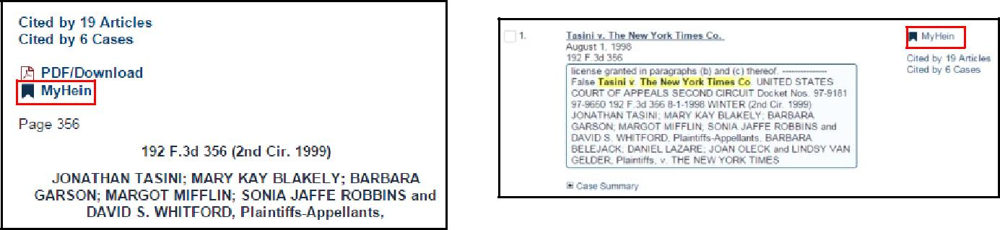 Cited by 19 Articles
Cited by 6 Cases
PDF/Download
MyHein
Page 356
192 F.3d 356 (2nd Cir. 1999)
JONATHAN TASINI; MARY KAY BLAKELY; BARBARA
GARSON; MARGOT MIFFLIN; SONIA JAFFE ROBBINS and
DAVID S. WHITFORD, Plaintiffs-Appellants,
1.
Tasini v. The New York Times Co.
August 1, 1998
192 F.3d 356
license granted in paragraphs (b) and (c) thereof. ---------------
False Tasini v. The New York Times Co. UNITED STATES
COURT OF APPEALS SECOND CIRCUIT Docket Nos. 97-9181
97-9650 192 F.3d 356 8-1-1998 WINTER (2nd Cir. 1999)
JONATHAN TASINI; MARY KAY BLAKELY; BARBARA
GARSON; MARGOT MIFFLIN; SONIA JAFFE ROBBINS and
DAVID S. WHITFORD, Plaintiffs-Appellants, BARBARA
BELEJACK; DANIEL LAZARE; JOAN OLECK and LINDSY VAN
GELDER, Plaintiffs, v. THE NEW YORK TIMES
Case Summary
MyHein
Cited by 19 Articles
Cited by 6 Cases